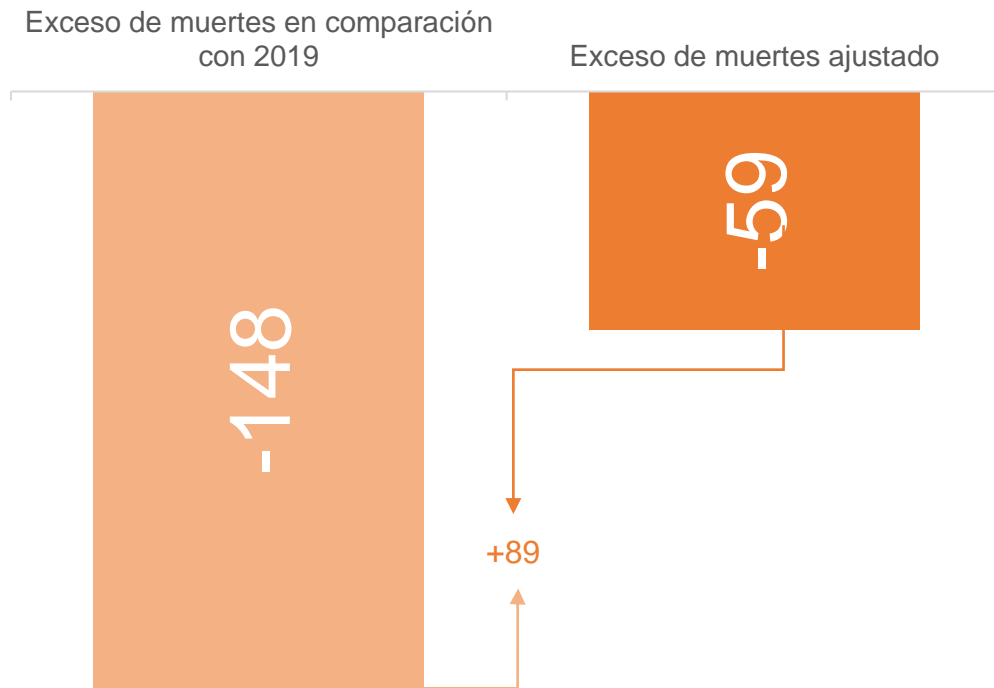 Exceso de muertes en comparación
con 2019
Exceso de muertes ajustado
-148
-59
+89